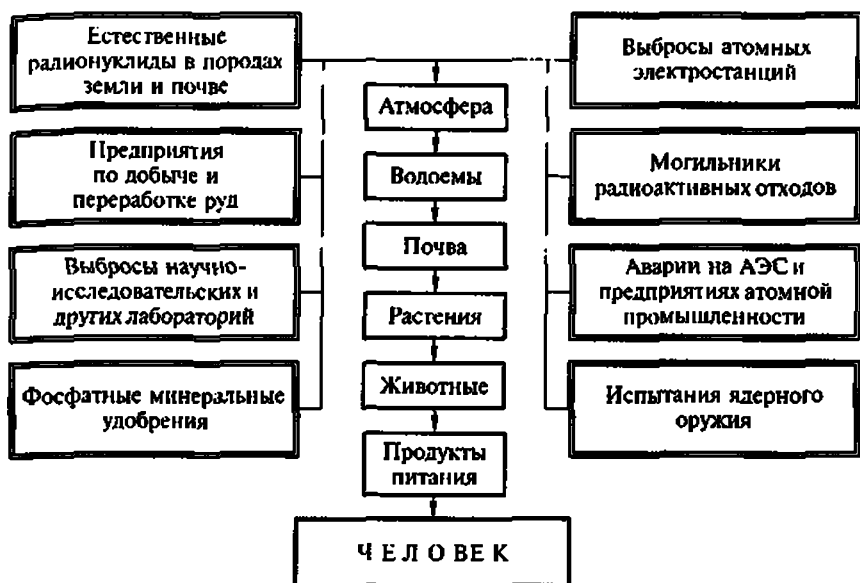 Естественные
радионуклиды в породах
земли и почве
Предприятия
по добыче и
переработке руд
Выбросы научно-
исследовательских и
других лабораторий
Фосфатные минеральные
удобрения
Атмосфера
Водоемы
Почва
Растения
Животные
Продукты
питания
ЧЕЛОВЕК
Выбросы атомных
электростанций
Могильники
радиоактивных отходов
Аварии на АЭС и
предприятиях атомной
промышленности
Испытания ядерного
оружия